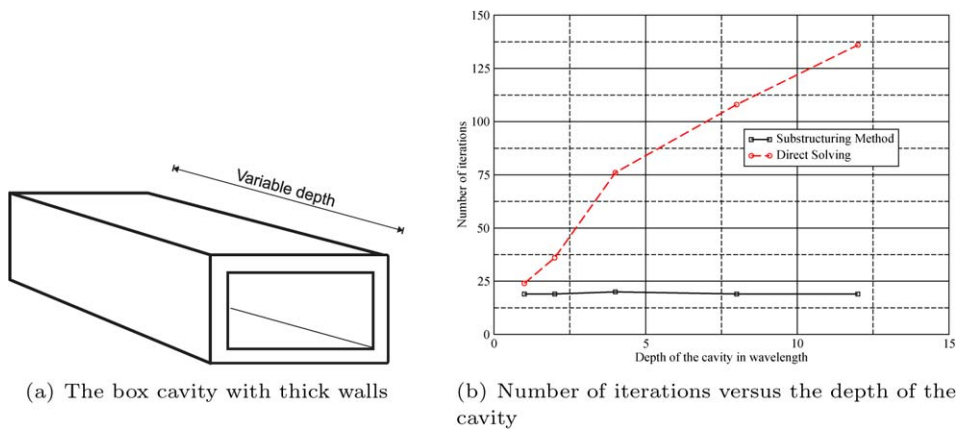 Variable depth
(a) The box cavity with thick walls
150
125
100
75
50
25
0
Number of iterations
Substructuring Method
Direct Solving
0
5
10
15
Depth of the cavity in wavelength
(b) Number of iterations versus the depth of the
cavity